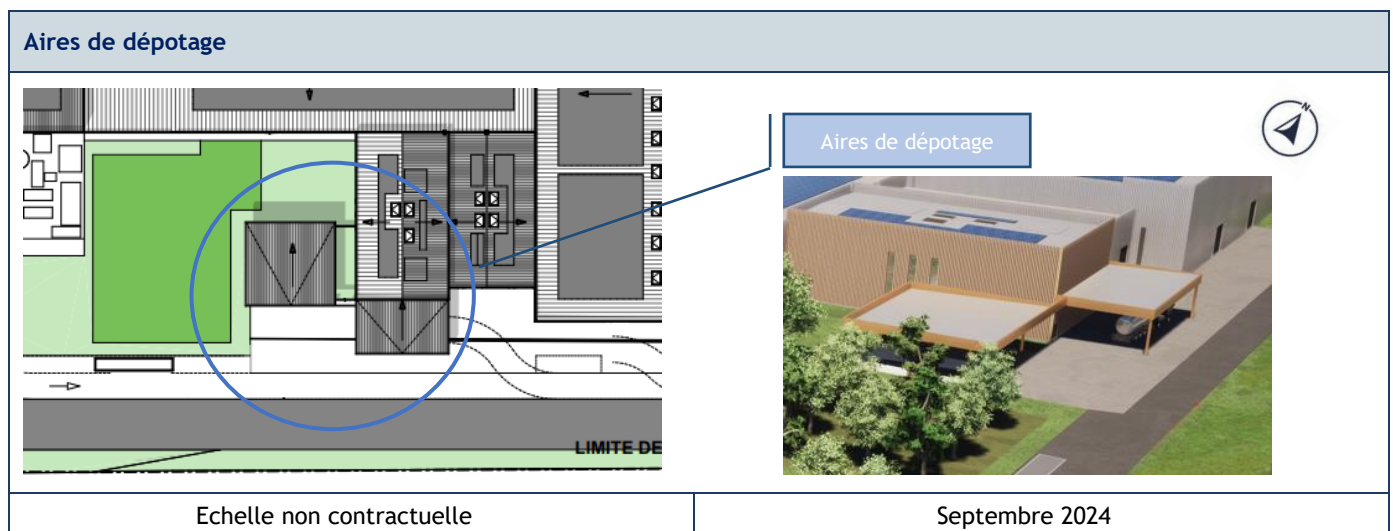 Aires de dépotage
Aires de dépotage
N
LIMITE DE
Echelle non contractuelle
Septembre 2024